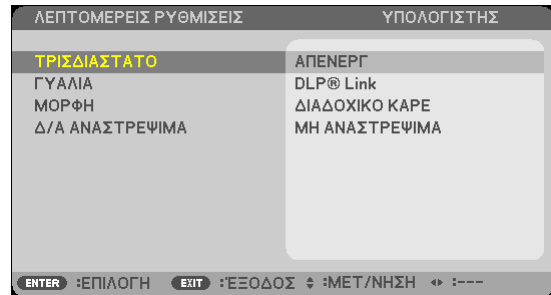 ΛΕΠΤΟΜΕΡΕΙΣ ΡΥΘΜΙΣΕΙΣ ΥΠΟΛΟΓΙΣΤΗΣ
ΤΡΙΣΔΙΑΣΤΑΤΟ ΑΠΕΝΕΡΓ
ΓΥΑΛΙΑ DLP® Link
ΜΟΡΦΗ ΔΙΑΔΟΧΙΚΟ ΚΑΡΕ
Δ/Α ΑΝΑΣΤΡΕΨΙΜΑ ΜΗ ΑΝΑΣΤΡΕΨΙΜΑ
ENTER :ΕΠΙΛΟΓΗ EXIT :ΈΞΟΔΟΣ :ΜΕΤ/ΝΗΣΗ :---